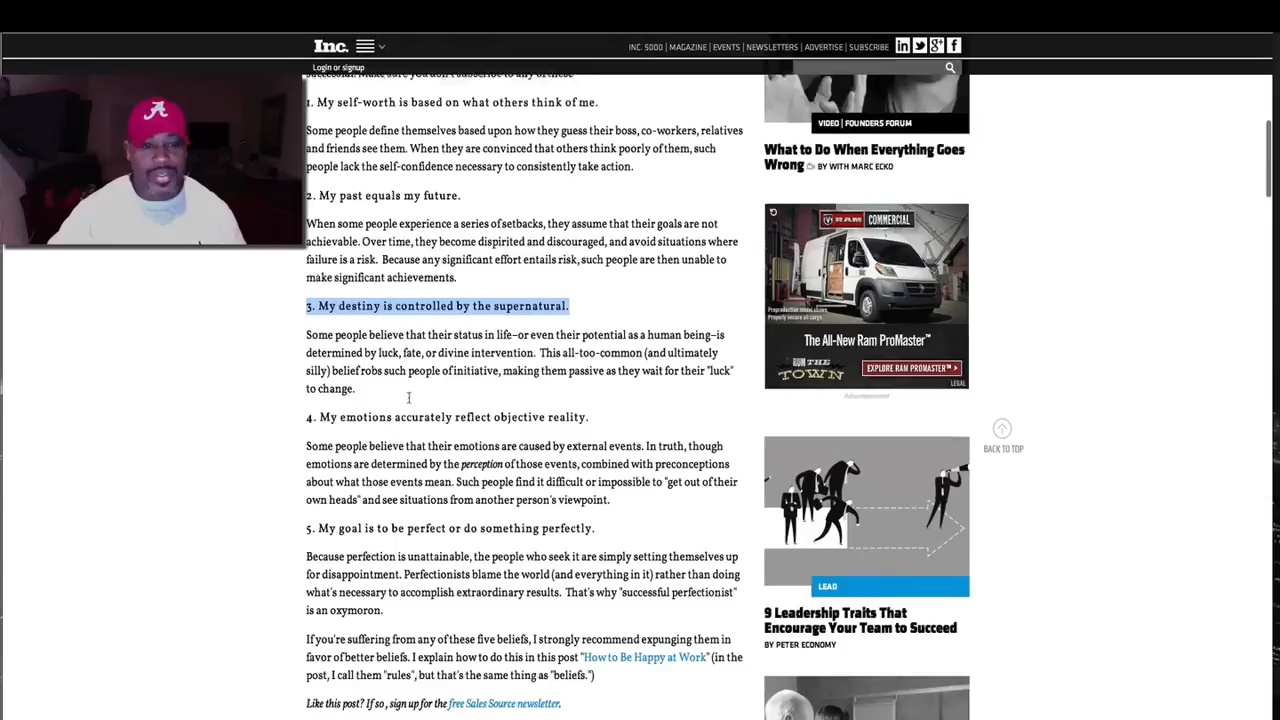 Inc.
INC. 5000 | MAGAZINE | EVENTS | NEWSLETTERS | ADVERTISE | SUBSCRIBE
Login or signup
A
1. My self-worth is based on what others think of me.
Some people define themselves based upon how they guess their boss, co-workers, relatives
and friends see them. When they are convinced that others think poorly of them, such
people lack the self-confidence necessary to consistently take action.
2. My past equals my future.
When some people experience a series of setbacks, they assume that their goals are not
achievable. Over time, they become dispirited and discouraged, and avoid situations where
failure is a risk. Because any significant effort entails risk, such people are then unable to
make significant achievements.
3. My destiny is controlled by the supernatural.
Some people believe that their status in life–or even their potential as a human being–is
determined by luck, fate, or divine intervention. This all-too-common (and ultimately
silly) belief robs such people of initiative, making them passive as they wait for their "luck"
to change.
4. My emotions accurately reflect objective reality.
Some people believe that their emotions are caused by external events. In truth, though
emotions are determined by the perception of those events, combined with preconceptions
about what those events mean. Such people find it difficult or impossible to "get out of their
own heads" and see situations from another person's viewpoint.
5. My goal is to be perfect or do something perfectly.
Because perfection is unattainable, the people who seek it are simply setting themselves up
for disappointment. Perfectionists blame the world (and everything in it) rather than doing
what's necessary to accomplish extraordinary results. That's why "successful perfectionist"
is an oxymoron.
If you're suffering from any of these five beliefs, I strongly recommend expunging them in
favor of better beliefs. I explain how to do this in this post "How to Be Happy at Work" (in the
post, I call them "rules", but that's the same thing as "beliefs.")
Like this post? If so, sign up for the free Sales Source newsletter.
VIDEO | FOUNDERS FORUM
What to Do When Everything Goes
Wrong BY WITH MARC ECKO
RAM COMMERCIAL
Preproduction model shown.
Properly secure all cargo.
The All-New Ram ProMaster™
RAM THE TOWN
EXPLORE RAM PROMASTER™
LEGAL
Advertisement
BACK TO TOP
LEAD
9 Leadership Traits That
Encourage Your Team to Succeed
BY PETER ECONOMY